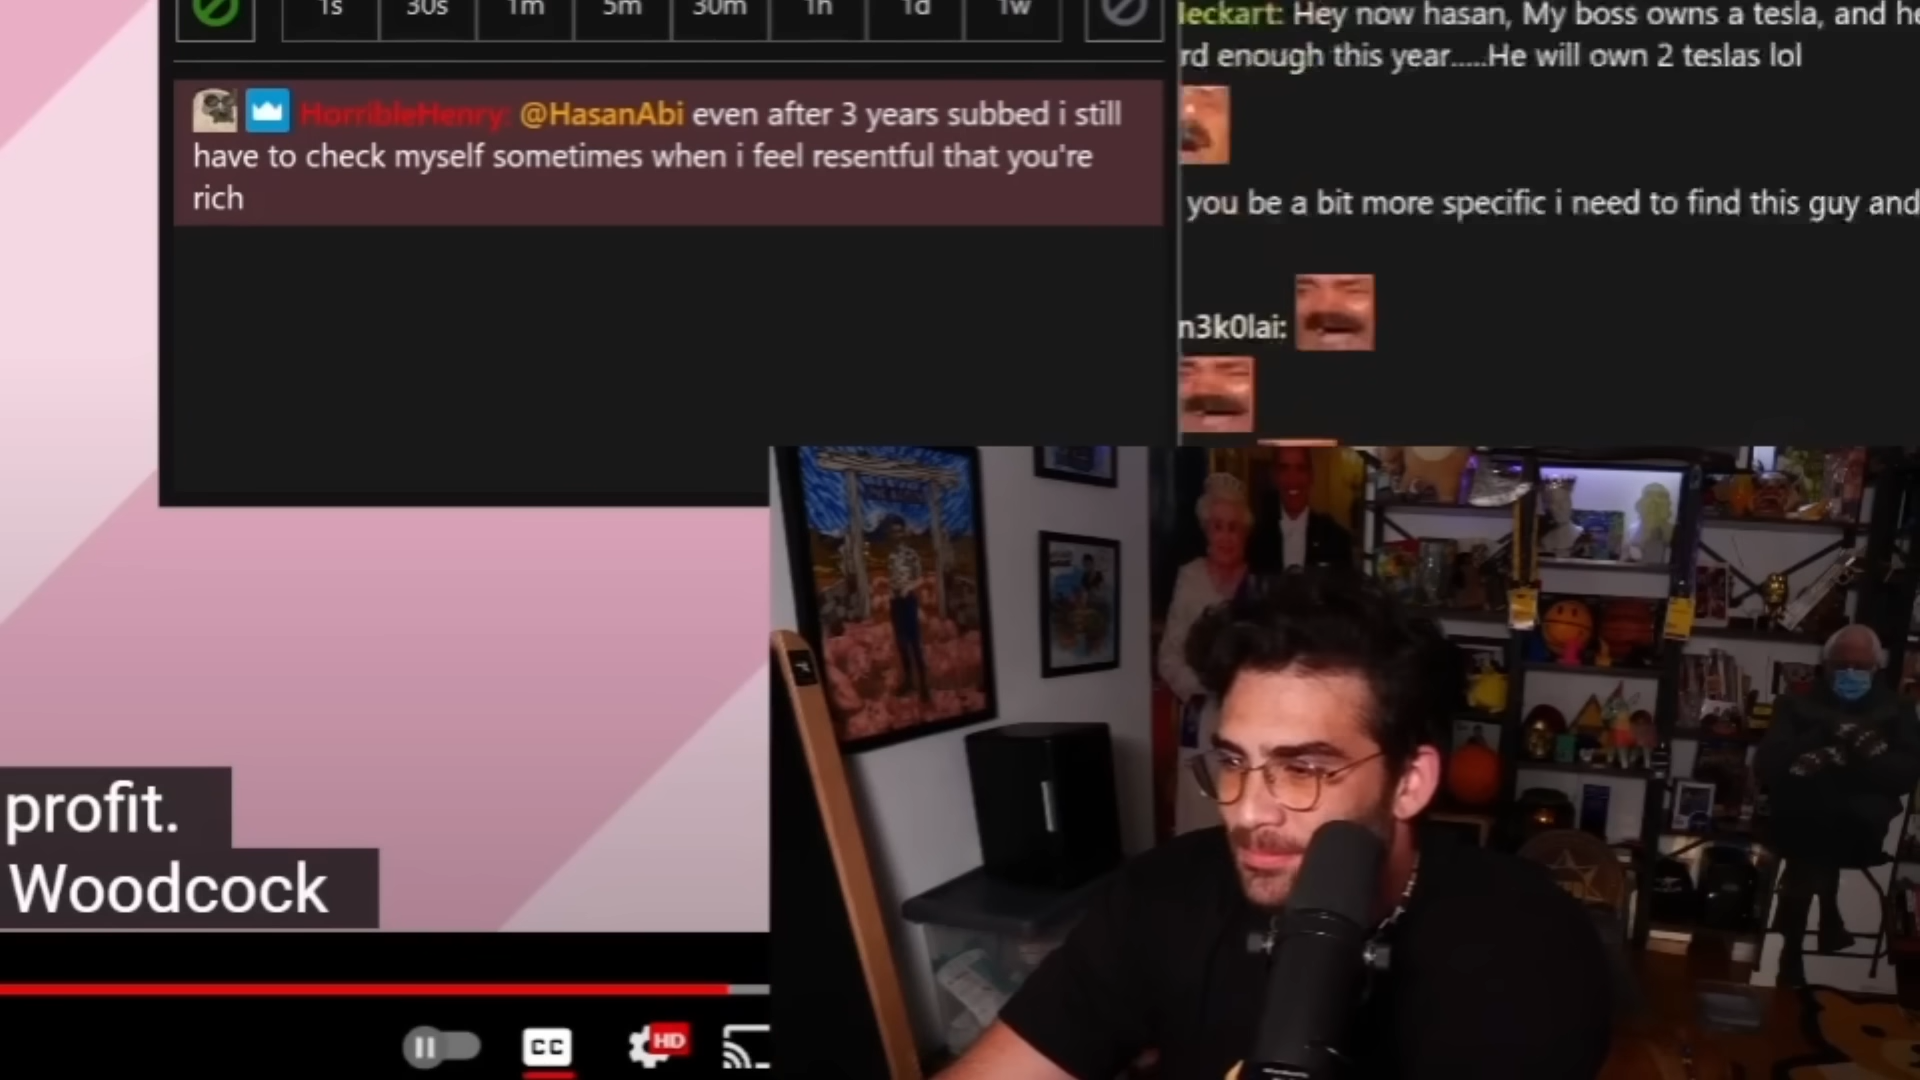 1s 30s 1m 5m 30m 1h 1d 1w
HorribleHenry: @HasanAbi even after 3 years subbed i still
have to check myself sometimes when i feel resentful that you're
rich
leckart: Hey now hasan, My boss owns a tesla, and he
rd enough this year.....He will own 2 teslas lol
you be a bit more specific i need to find this guy and
n3k0lai:
profit.
Woodcock
CC
HD